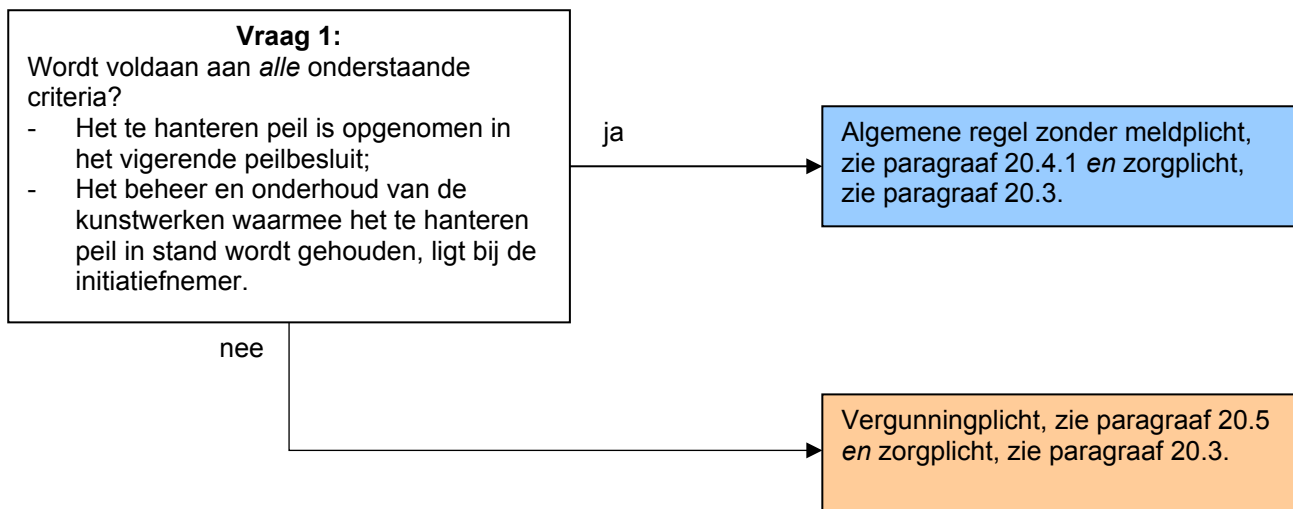 Vraag 1:
Wordt voldaan aan alle onderstaande
criteria?
- Het te hanteren peil is opgenomen in
het vigerende peilbesluit;
- Het beheer en onderhoud van de
kunstwerken waarmee het te hanteren
peil in stand wordt gehouden, ligt bij de
initiatiefnemer.
ja
Algemene regel zonder meldplicht,
zie paragraaf 20.4.1 en zorgplicht,
zie paragraaf 20.3.
nee
Vergunningplicht, zie paragraaf 20.5
en zorgplicht, zie paragraaf 20.3.